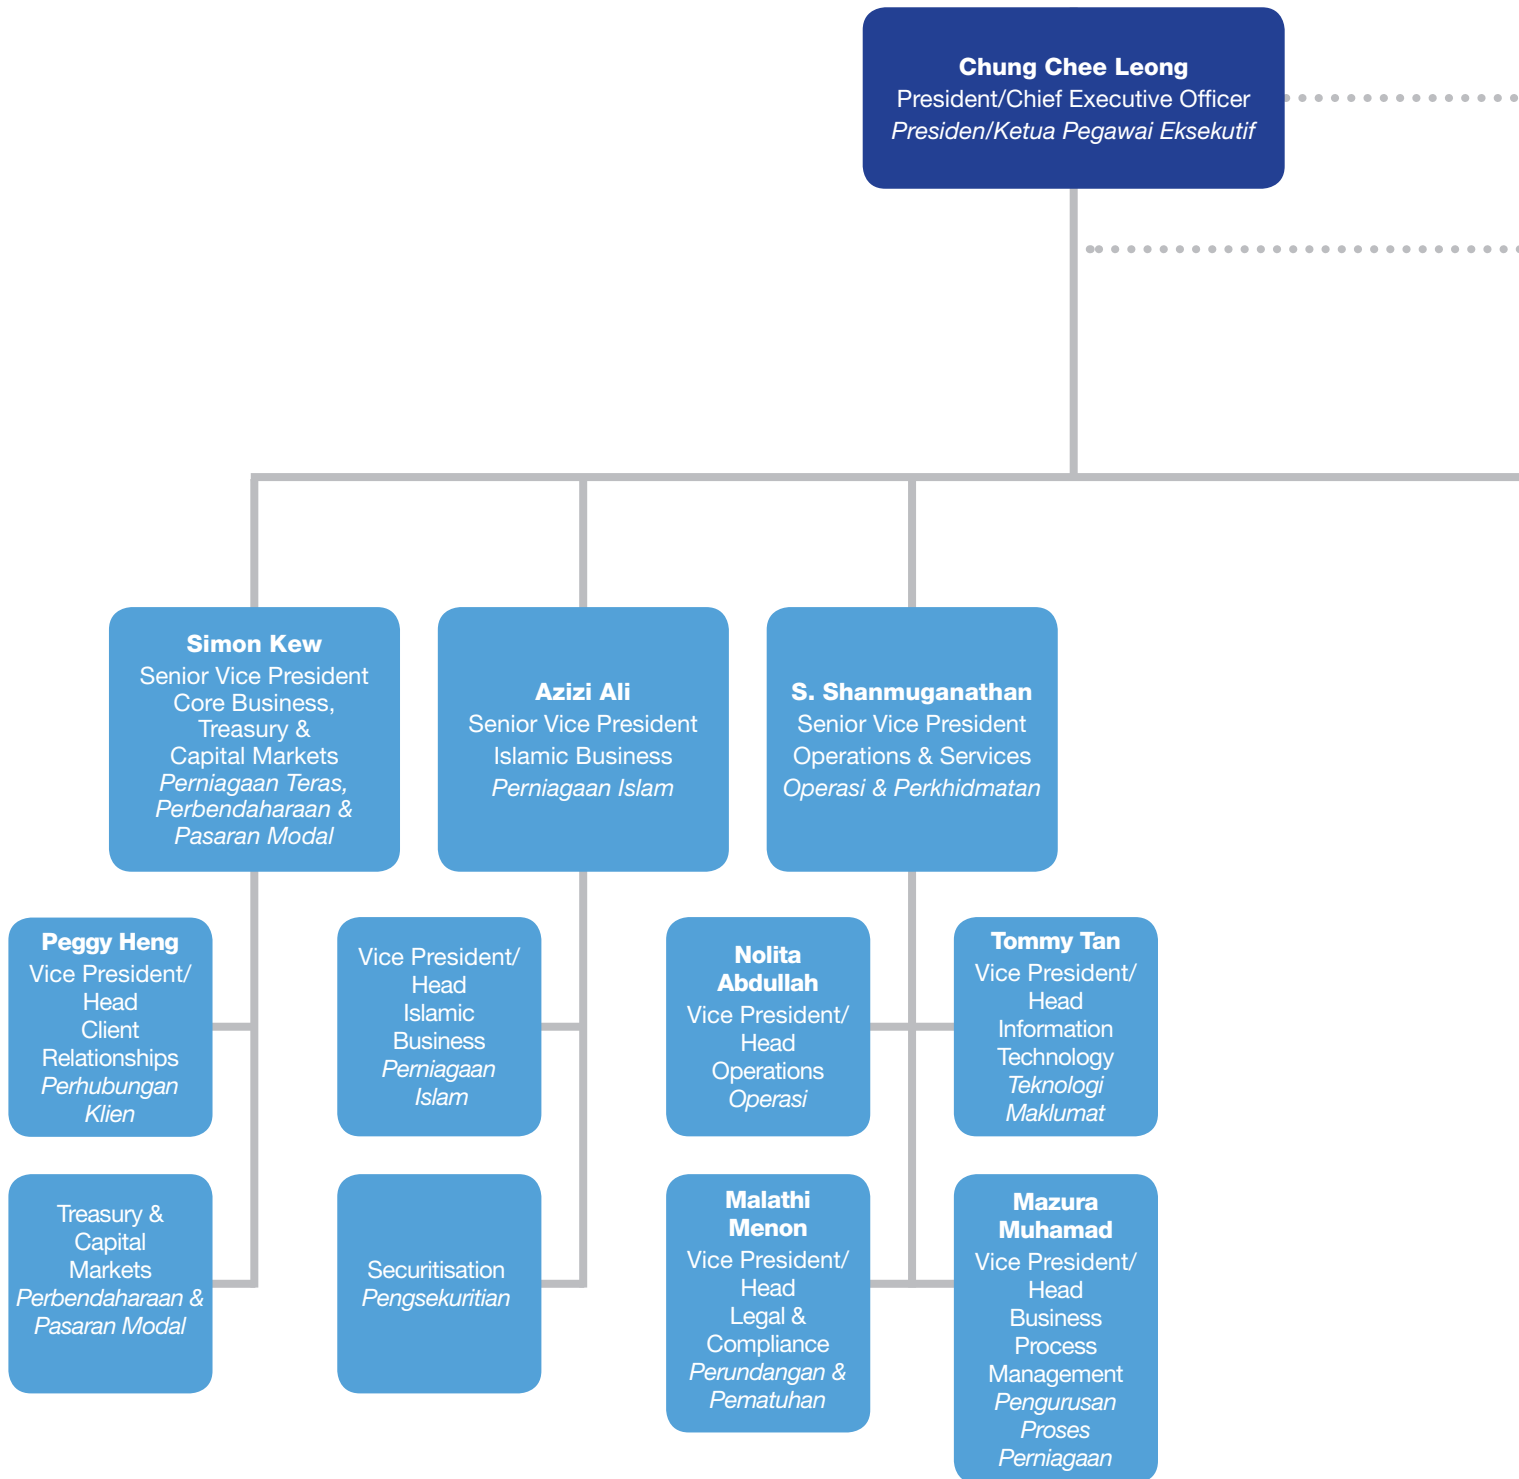 Chung Chee Leong
President/Chief Executive Officer
Presiden/Ketua Pegawai Eksekutif
Simon Kew
Senior Vice President
Core Business,
Treasury &
Capital Markets
Perniagaan Teras,
Perbendaharaan &
Pasaran Modal
Azizi Ali
Senior Vice President
Islamic Business
Perniagaan Islam
S. Shanmuganathan
Senior Vice President
Operations & Services
Operasi & Perkhidmatan
Peggy Heng
Vice President/
Head
Client
Relationships
Perhubungan
Klien
Vice President/
Head
Islamic
Business
Perniagaan
Islam
Nolita
Abdullah
Vice President/
Head
Operations
Operasi
Tommy Tan
Vice President/
Head
Information
Technology
Teknologi
Maklumat
Treasury &
Capital
Markets
Perbendaharaan &
Pasaran Modal
Securitisation
Pengsekuritian
Malathi
Menon
Vice President/
Head
Legal &
Compliance
Perundangan &
Pematuhan
Mazura
Muhamad
Vice President/
Head
Business
Process
Management
Pengurusan
Proses
Perniagaan